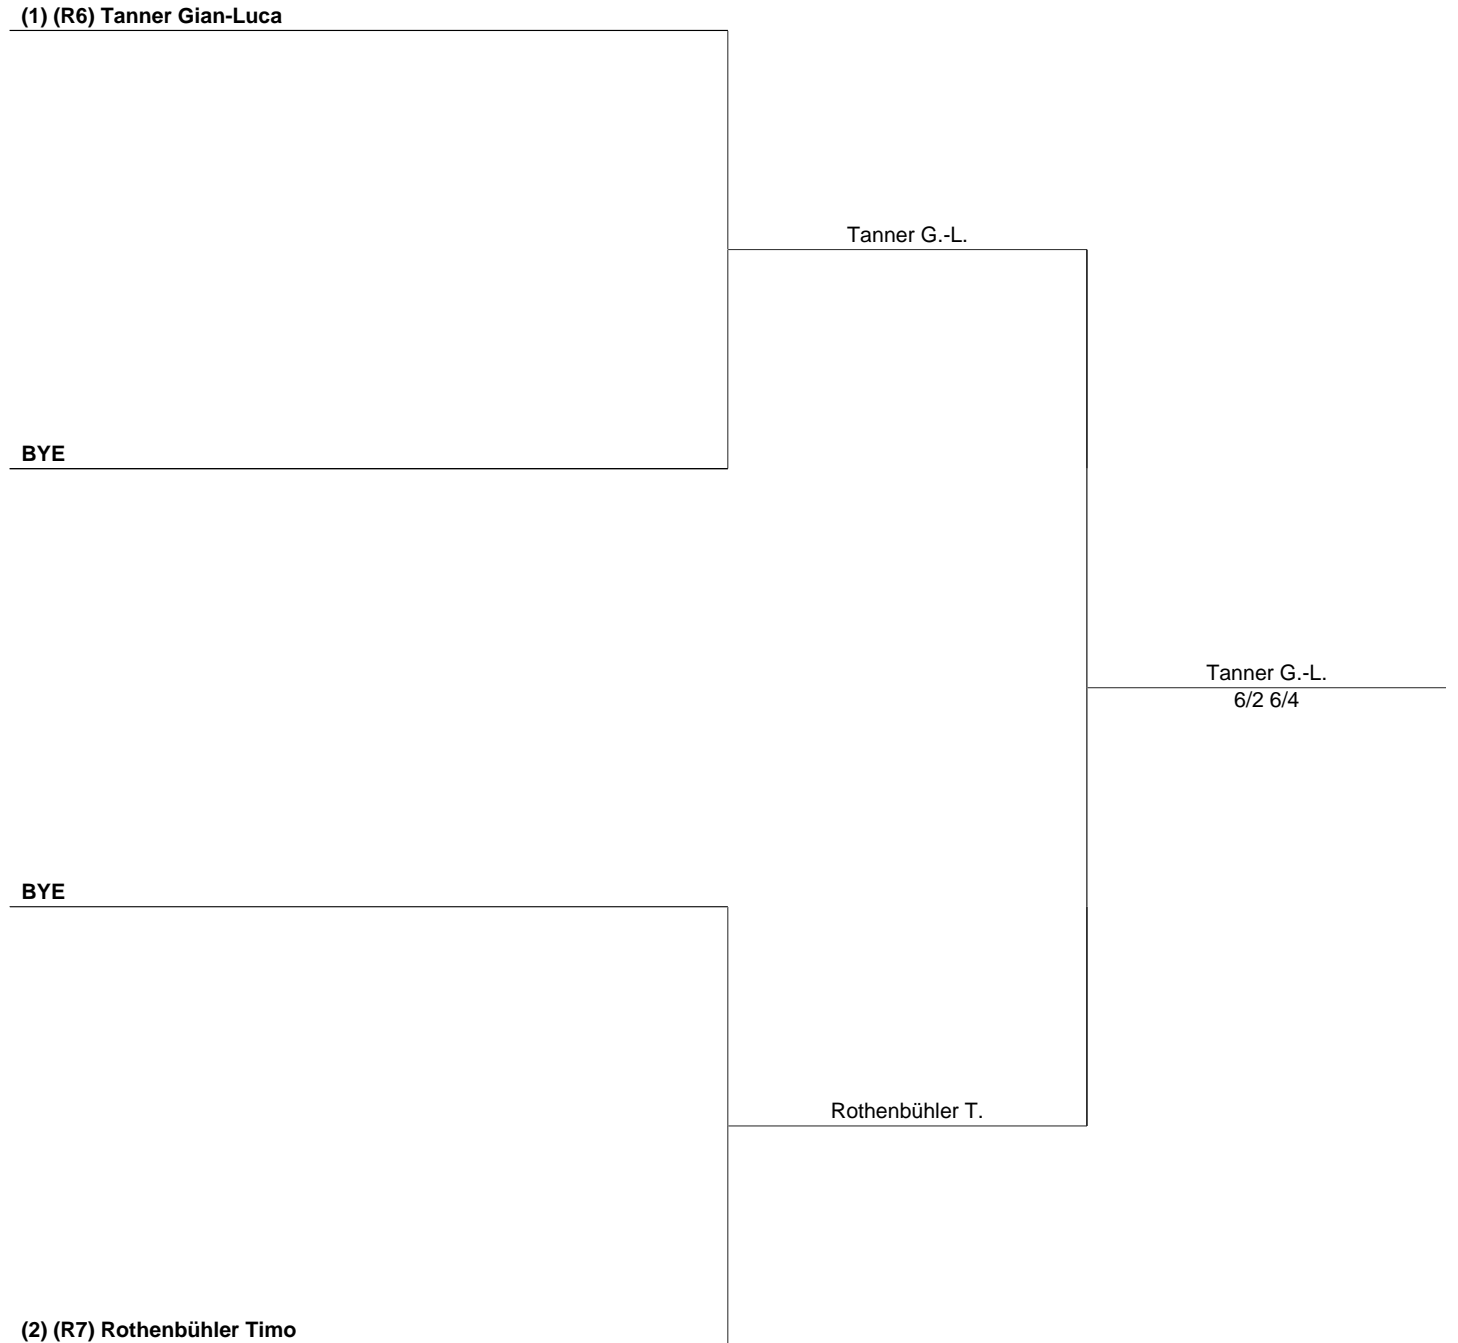 (1) (R6) Tanner Gian-Luca
Tanner G.-L.
BYE
Tanner G.-L.
6/2 6/4
BYE
Rothenbühler T.
(2) (R7) Rothenbühler Timo